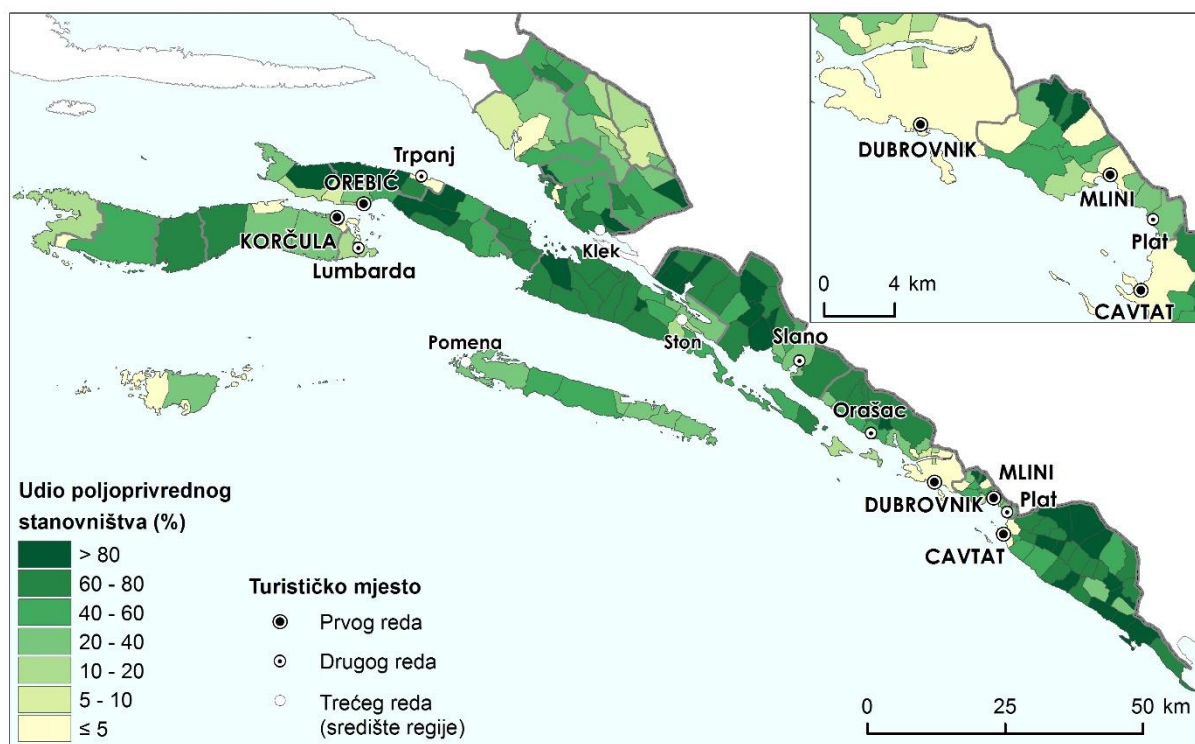 Trpanj
OREBIĆ
KORČULA
Lumbarda
Klek
Pomena
Ston
Slano
Orašac
DUBROVNIK
MLINI
Plat
CAVTAT
DUBROVNIK
MLINI
Plat
CAVTAT
0 4 km
Udio poljoprivrednog
stanovništva (%)
> 80
60 - 80
40 - 60
20 - 40
10 - 20
5 - 10
≤ 5
Turističko mjesto
Prvog reda
Drugog reda
Trećeg reda
(središte regije)
0 25 50 km